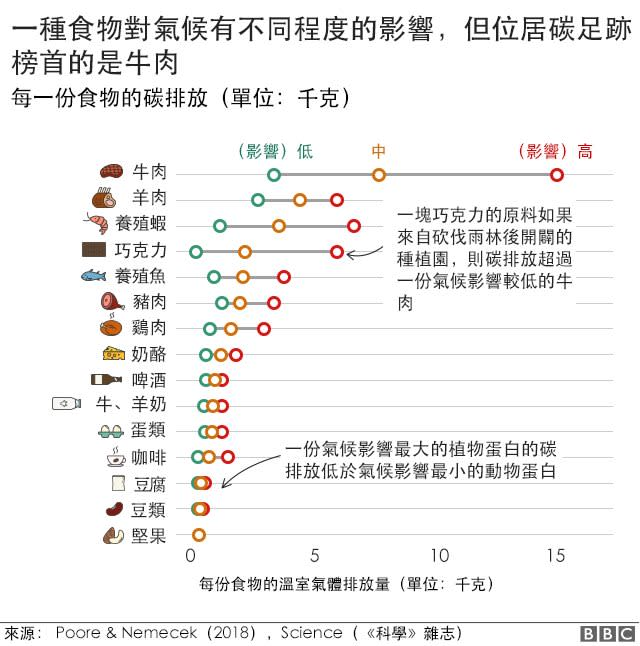 一種食物對氣候有不同程度的影響，但位居碳足跡
榜首的是牛肉
每一份食物的碳排放（單位：千克）
（影響）低 中 （影響）高
牛肉
羊肉
養殖蝦
巧克力
養殖魚
豬肉
鷄肉
奶酪
啤酒
牛、羊奶
蛋類
咖啡
豆腐
豆類
堅果
一塊巧克力的原料如果
來自砍伐雨林後開闢的
種植園，則碳排放超過
一份氣候影響較低的牛
肉
一份氣候影響最大的植物蛋白的碳
排放低於氣候影響最小的動物蛋白
0 5 10 15
每份食物的溫室氣體排放量（單位：千克）
來源： Poore & Nemecek（2018）, Science（《科學》雜志）
BBC